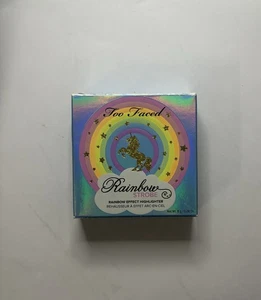 Too Faced
Rainbow
STROBE
RAINBOW EFFECT HIGHLIGHTER